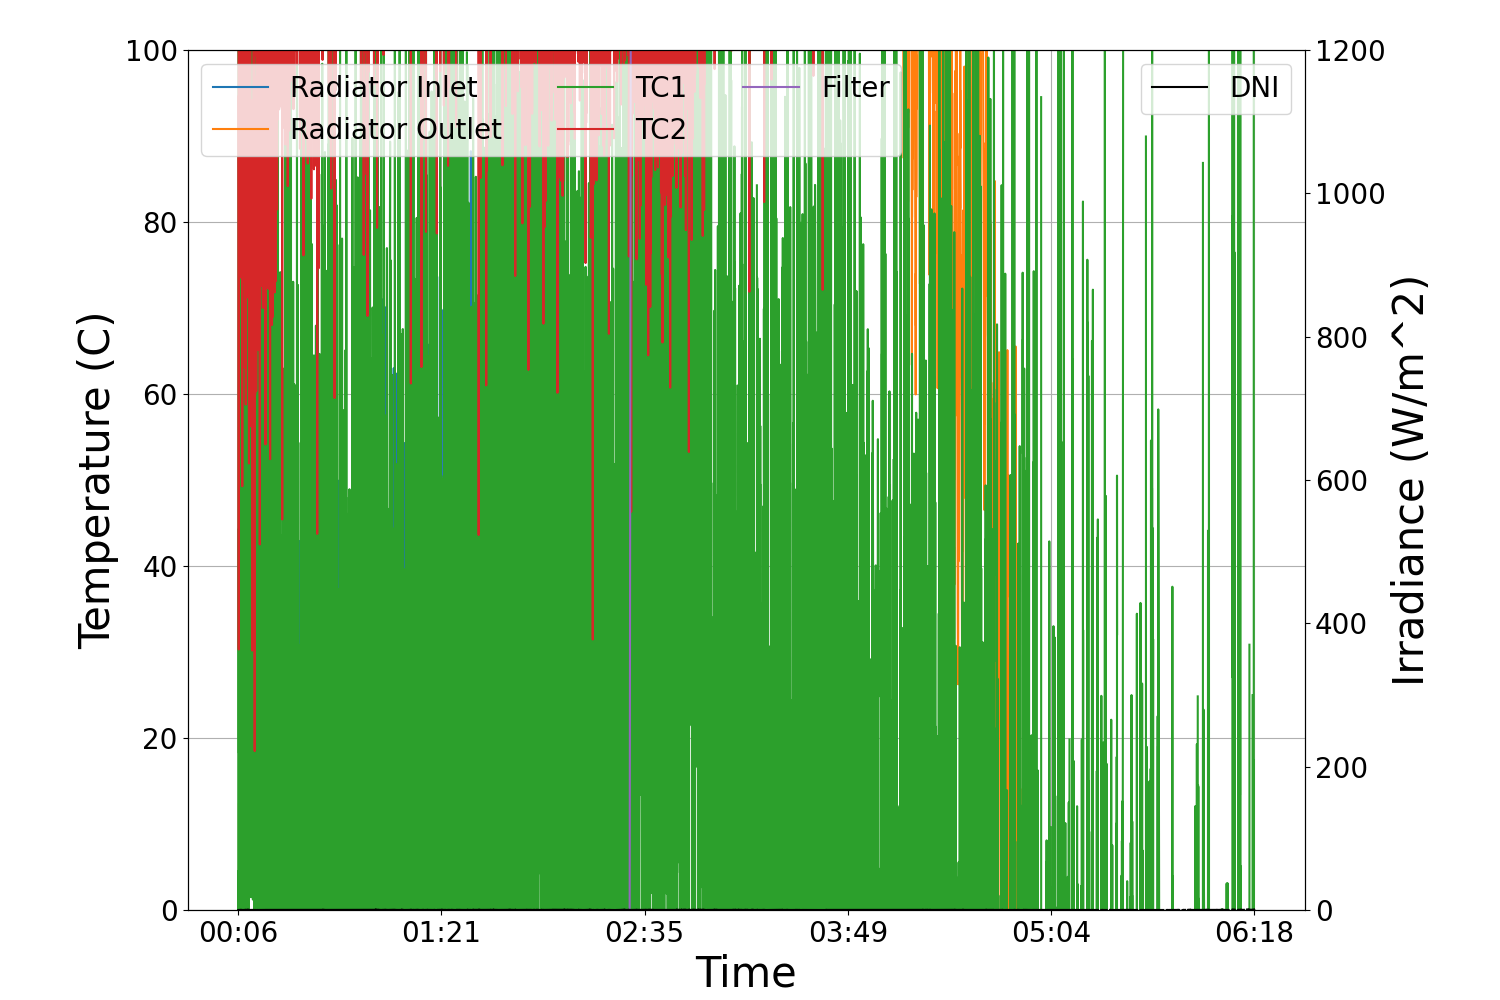 100
80
60
40
20
0
Temperature (C)
Radiator Inlet
Radiator Outlet
TC1
TC2
Filter
DNI
1200
1000
800
600
400
200
0
Irradiance (W/m^2)
00:06 01:21 02:35 03:49 05:04 06:18
Time